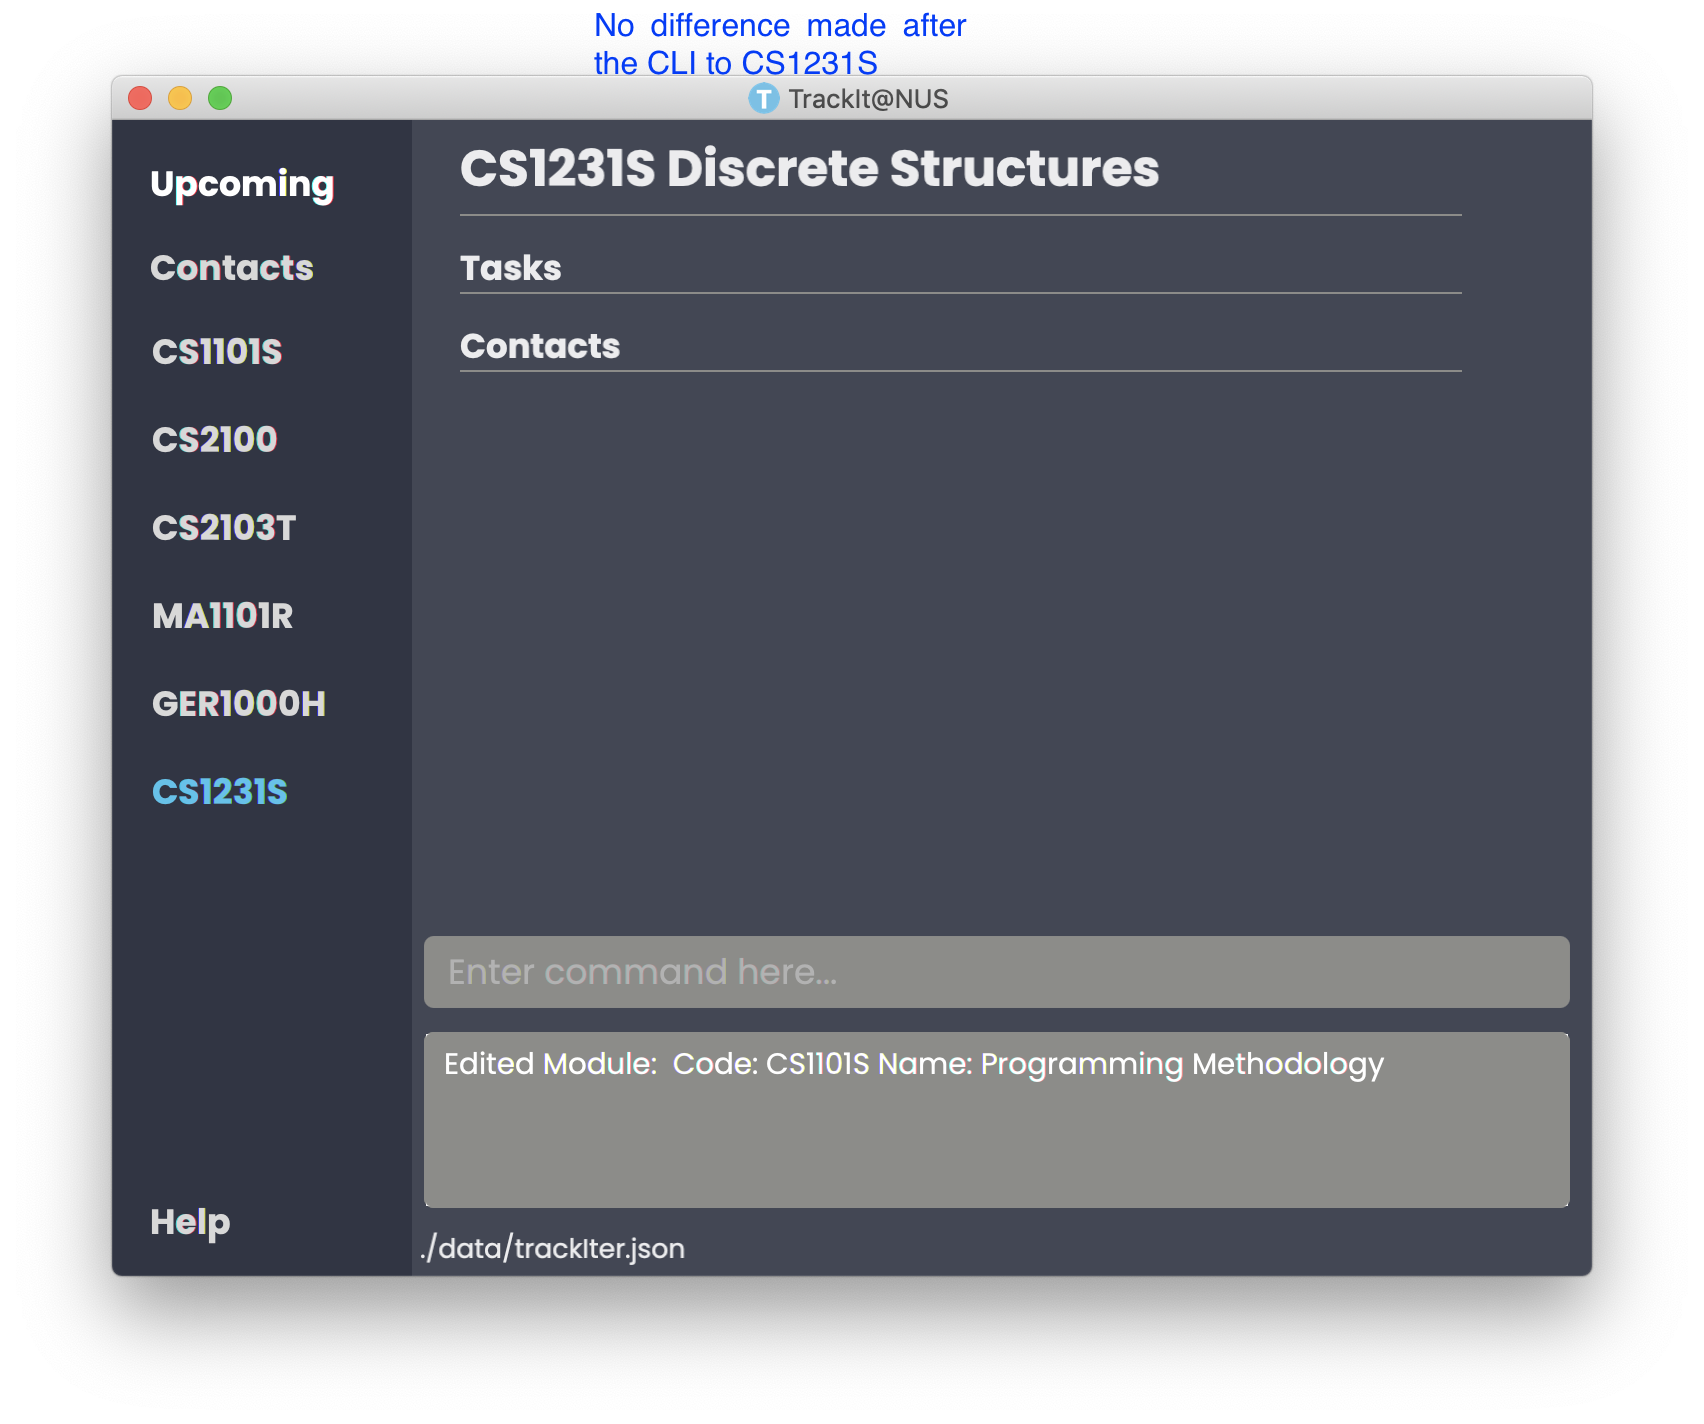 No difference made after
the CLI to CS1231S
T TrackIt@NUS
Upcoming
Contacts
CS1101S
CS2100
CS2103T
MA1101R
GER1000H
CS1231S
Help
CS1231S Discrete Structures
Tasks
Contacts
Enter command here...
Edited Module:  Code: CS1101S Name: Programming Methodology
./data/trackIter.json